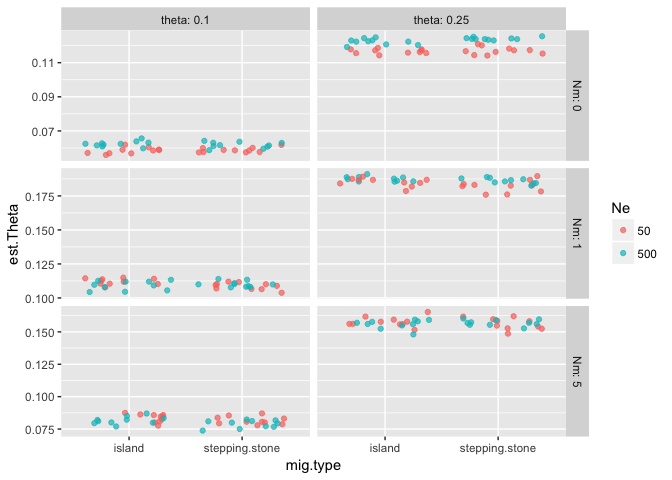 theta: 0.1
theta: 0.25
est.Theta
0.11
0.09
0.07
Nm: 0
0.175
0.150
0.125
0.100
Nm: 1
0.150
0.125
0.100
0.075
Nm: 5
island
stepping.stone
island
stepping.stone
mig.type
Ne
50
500